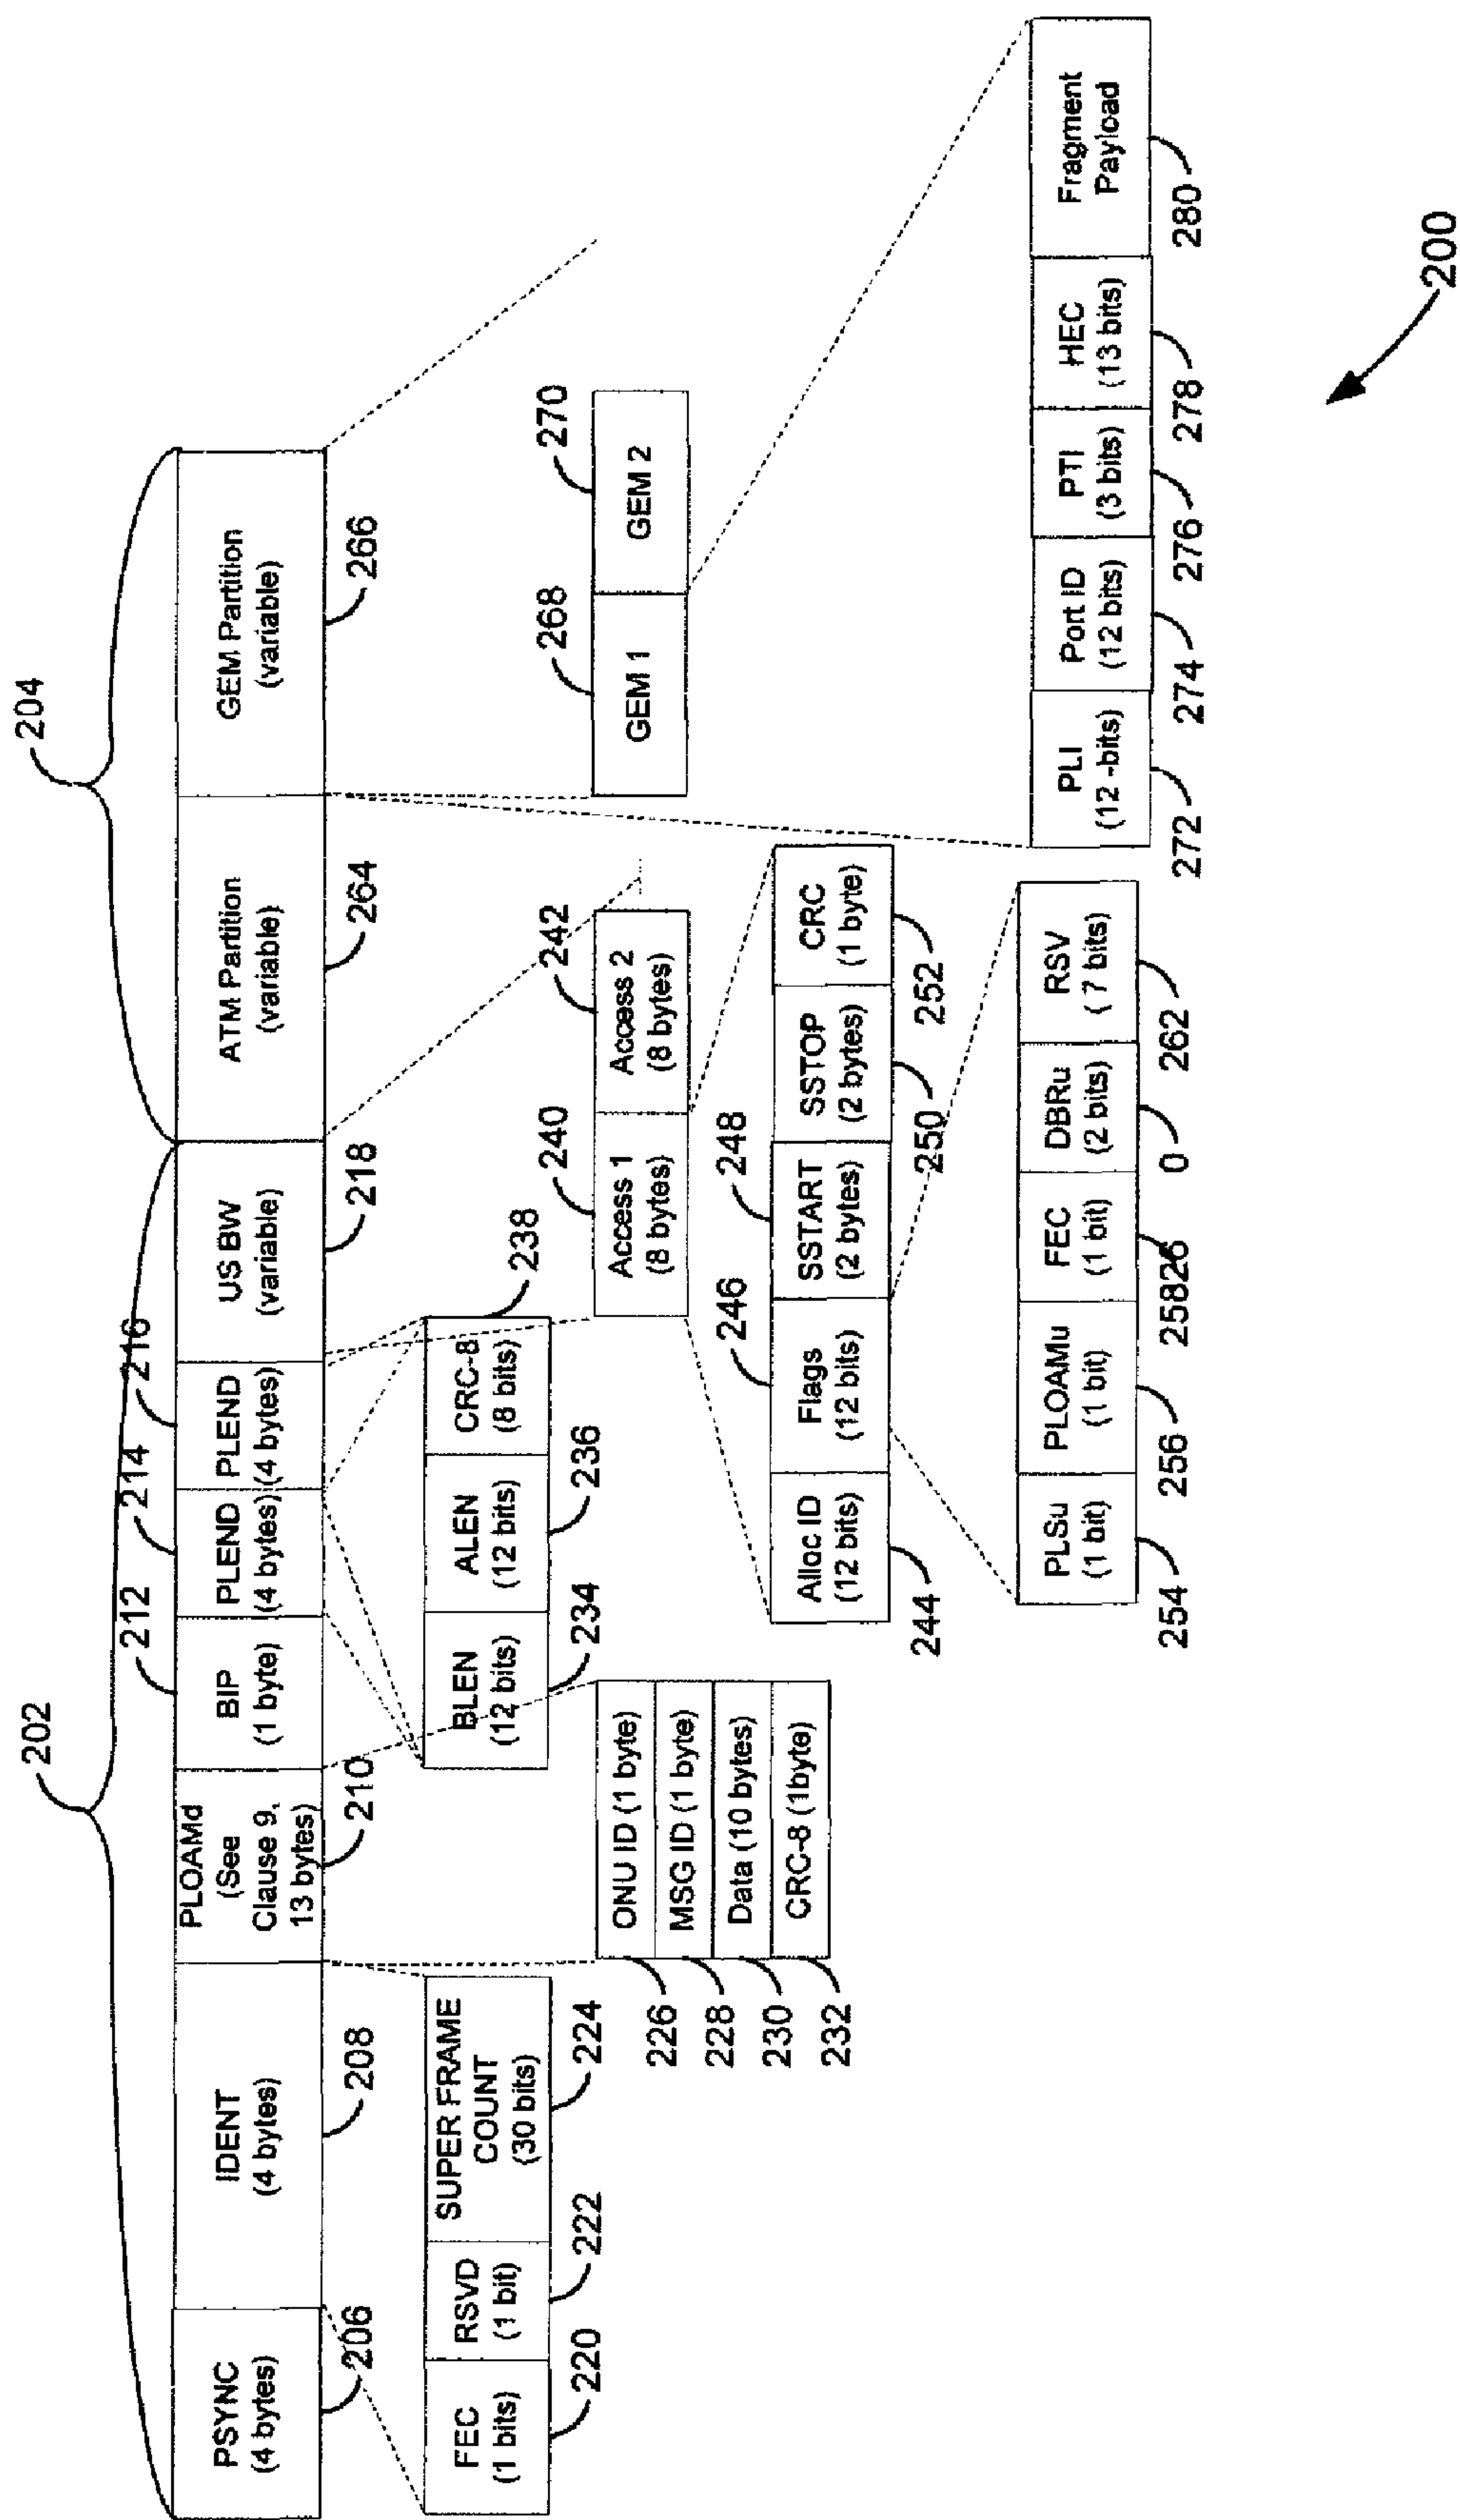 202
204
212
214
216
PSYNC
(4 bytes)
IDENT
(4 bytes)
PLOAMd
(See
Clause 9,
13 bytes)
BIP
(1 byte)
PLEND
(4 bytes)
PLEND
(4 bytes)
US BW
(variable)
ATM Partition
(variable)
GEM Partition
(variable)
206
208
210
218
264
266
FEC
(1 bits)
RSVD
(1 bit)
SUPER FRAME
COUNT
(30 bits)
220
222
224
BLEN
(12 bits)
ALEN
(12 bits)
CRC-8
(8 bits)
234
236
238
ONU ID (1 byte)
MSG ID (1 byte)
Data (10 bytes)
CRC-8 (1byte)
226
228
230
232
240
242
Access 1
(8 bytes)
Access 2
(8 bytes)
268
270
GEM 1
GEM 2
246
248
Alloc ID
(12 bits)
Flags
(12 bits)
SSTART
(2 bytes)
SSTOP
(2 bytes)
CRC
(1 byte)
244
250
252
PLSu
(1 bit)
PLOAMu
(1 bit)
FEC
(1 bit)
DBRu
(2 bits)
RSV
( 7 bits)
254
256
25826
0
262
PLI
(12 -bits)
Port ID
(12 bits)
PTI
(3 bits)
HEC
(13 bits)
Fragment
Payload
272
274
276
278
280
200